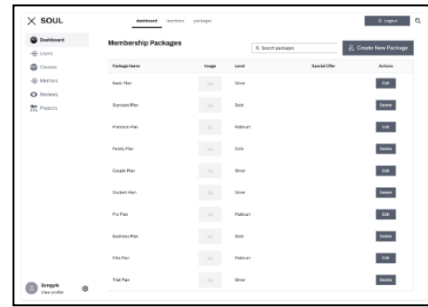 SOUL
dashboard members packages
Logout
Dashboard
Users
Classes
Mentors
Reviews
Projects
Membership Packages
Search packages
Create New Package
Package Name Image Level Special Offer Actions
Basic Plan Silver Edit
Standard Plan Gold Delete
Premium Plan Platinum Edit
Family Plan Gold Delete
Couple Plan Silver Edit
Student Plan Silver Delete
Pro Plan Platinum Edit
Business Plan Gold Delete
Elite Plan Platinum Edit
Trial Plan Silver Delete
View profile